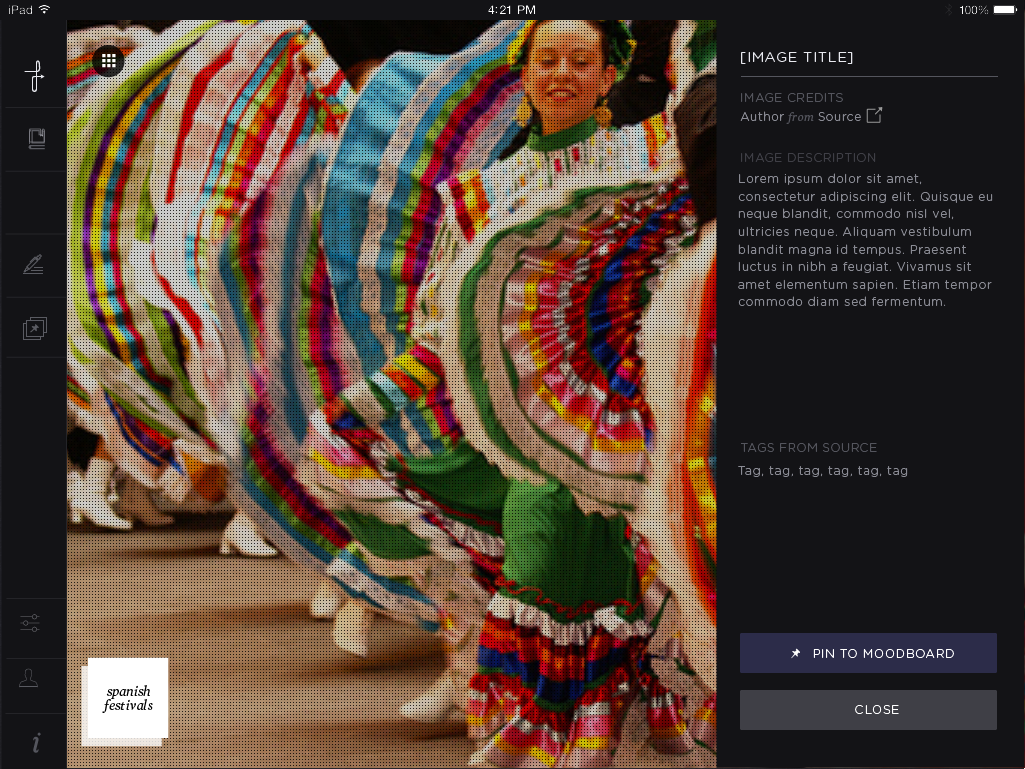 iPad
4:21 PM
100%
[IMAGE TITLE]
IMAGE CREDITS
Author from Source
IMAGE DESCRIPTION
Lorem ipsum dolor sit amet,
consectetur adipiscing elit. Quisque eu
neque blandit, commodo nisl vel,
ultricies neque. Aliquam vestibulum
blandit magna id tempus. Praesent
luctus in nibh a feugiat. Vivamus sit
amet elementum sapien. Etiam tempor
commodo diam sed fermentum.
TAGS FROM SOURCE
Tag, tag, tag, tag, tag, tag
PIN TO MOODBOARD
CLOSE
spanish
festivals
i